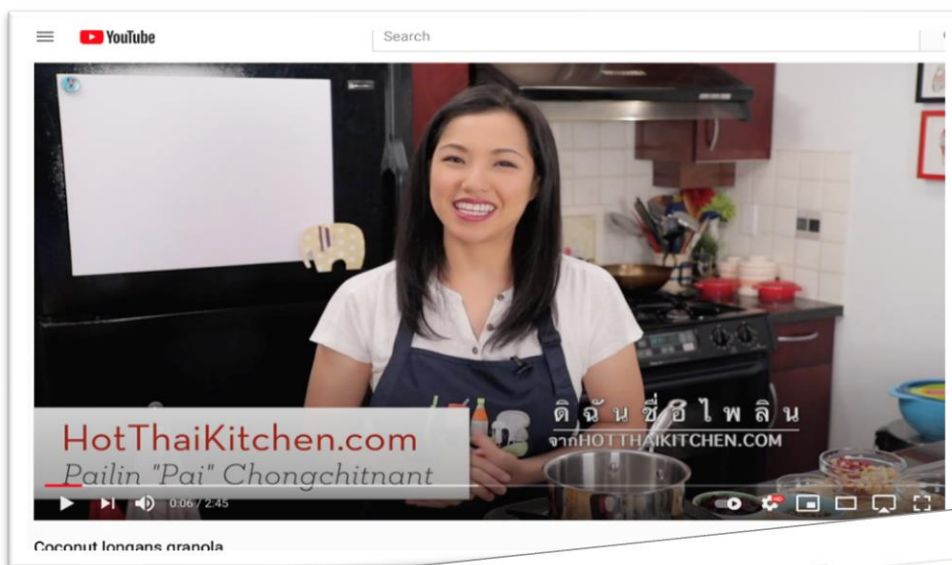 YouTube
Search
HotThaiKitchen.com
Pailin "Pai" Chongchitnant
ดิฉันชื่อไพลิน
จากHOTTHAIKITCHEN.COM
0:06 / 2:45
HD
Coconut longans granola